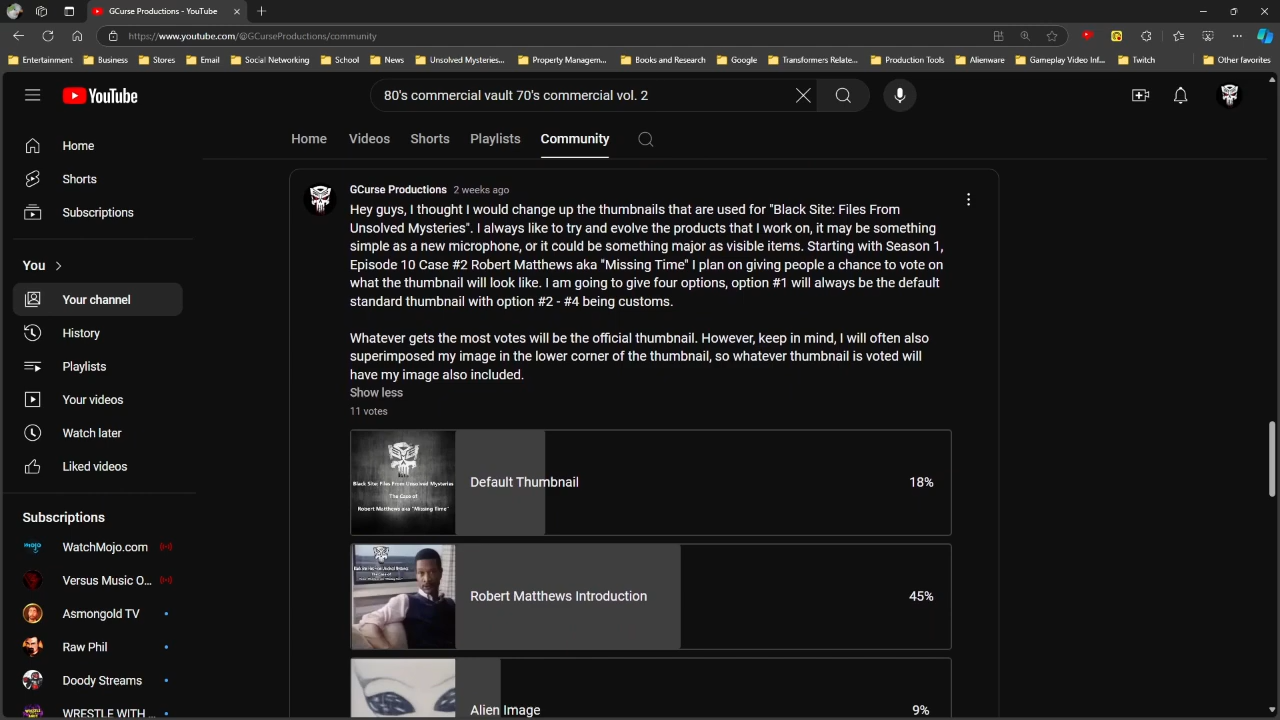 GCurse Productions - YouTube
https://www.youtube.com/@GCurseProductions/community
Entertainment
Business
Stores
Email
Social Networking
School
News
Unsolved Mysteries...
Property Managem...
Books and Research
Google
Transformers Relate...
Production Tools
Alienware
Gameplay Video Inf...
Twitch
Other favorites
YouTube
80's commercial vault 70's commercial vol. 2
Home
Videos
Shorts
Playlists
Community
Home
Shorts
Subscriptions
You
Your channel
History
Playlists
Your videos
Watch later
Liked videos
Subscriptions
WatchMojo.com
Versus Music O...
Asmongold TV
Raw Phil
Doody Streams
WRESTLE WITH ...
GCurse Productions 2 weeks ago
Hey guys, I thought I would change up the thumbnails that are used for "Black Site: Files From
Unsolved Mysteries". I always like to try and evolve the products that I work on, it may be something
simple as a new microphone, or it could be something major as visible items. Starting with Season 1,
Episode 10 Case #2 Robert Matthews aka "Missing Time" I plan on giving people a chance to vote on
what the thumbnail will look like. I am going to give four options, option #1 will always be the default
standard thumbnail with option #2 - #4 being customs.
Whatever gets the most votes will be the official thumbnail. However, keep in mind, I will often also
superimposed my image in the lower corner of the thumbnail, so whatever thumbnail is voted will
have my image also included.
Show less
11 votes
Black Site: Files From Unsolved Mysteries
The Case of
Robert Matthews aka "Missing Time"
Default Thumbnail
18%
Robert Matthews Introduction
45%
Alien Image
9%